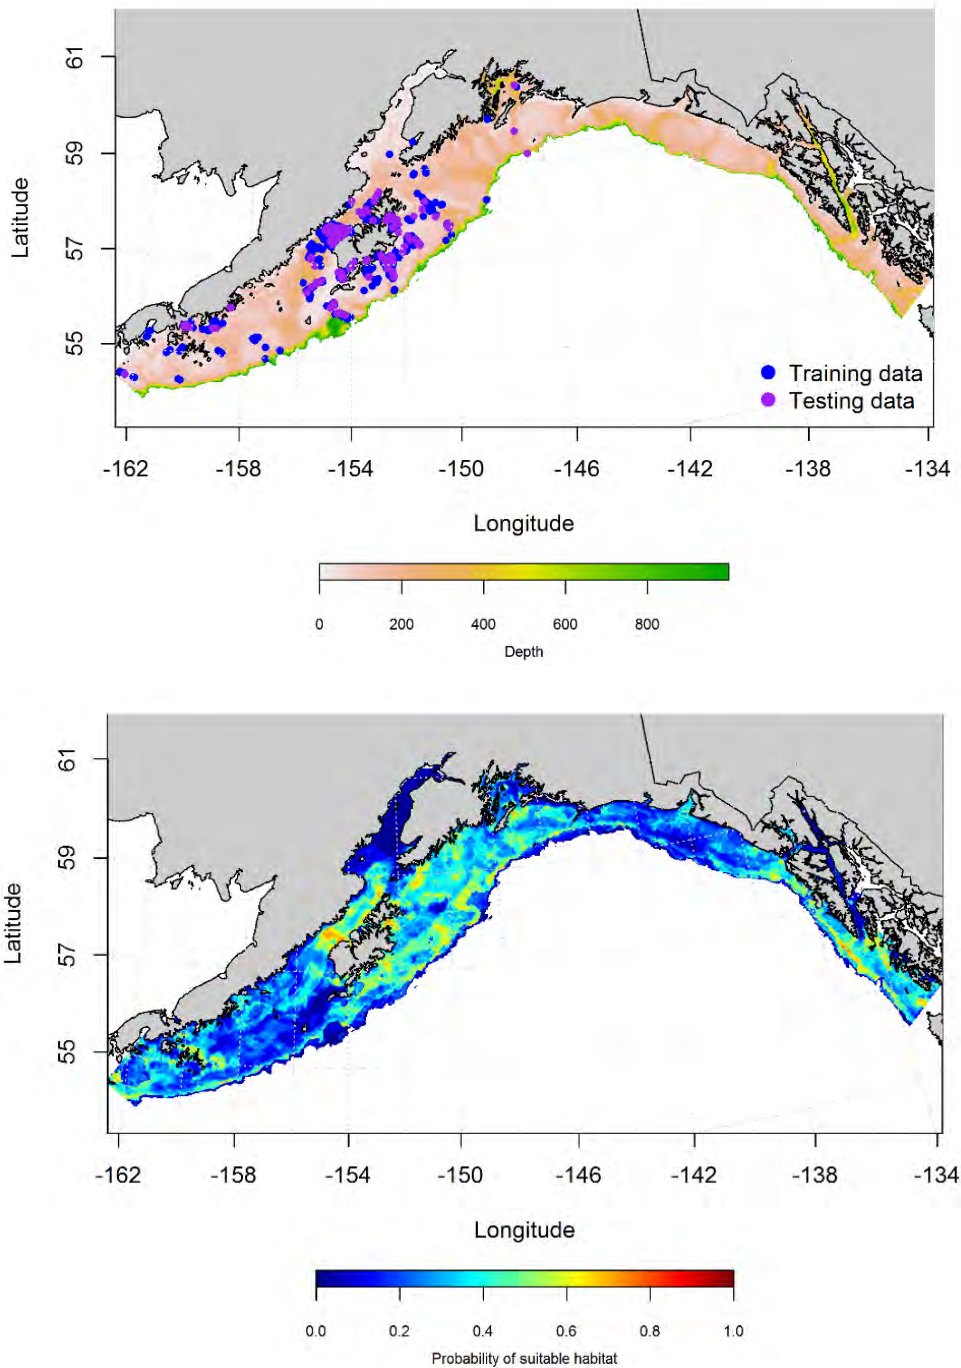 61
59
57
55
Latitude
Training data
Testing data
-162 -158 -154 -150 -146 -142 -138 -134
Longitude
0 200 400 600 800
Depth
61
59
57
55
Latitude
-162 -158 -154 -150 -146 -142 -138 -134
Longitude
0.0 0.2 0.4 0.6 0.8 1.0
Probability of suitable habitat